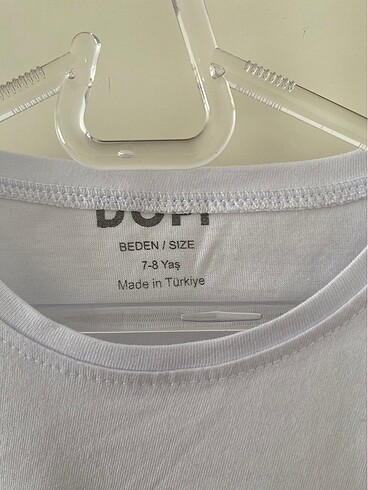 BEDEN / SIZE
7-8 Yaş
Made in Türkiye